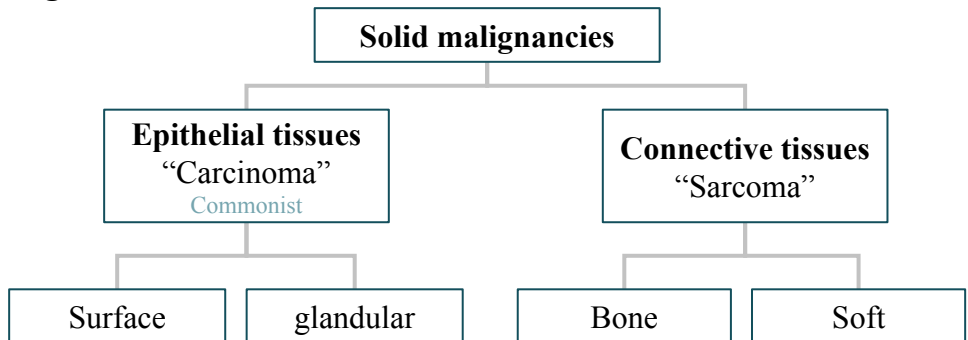 Solid malignancies
Epithelial tissues
“Carcinoma”
Commonist
Connective tissues
“Sarcoma”
Surface
glandular
Bone
Soft